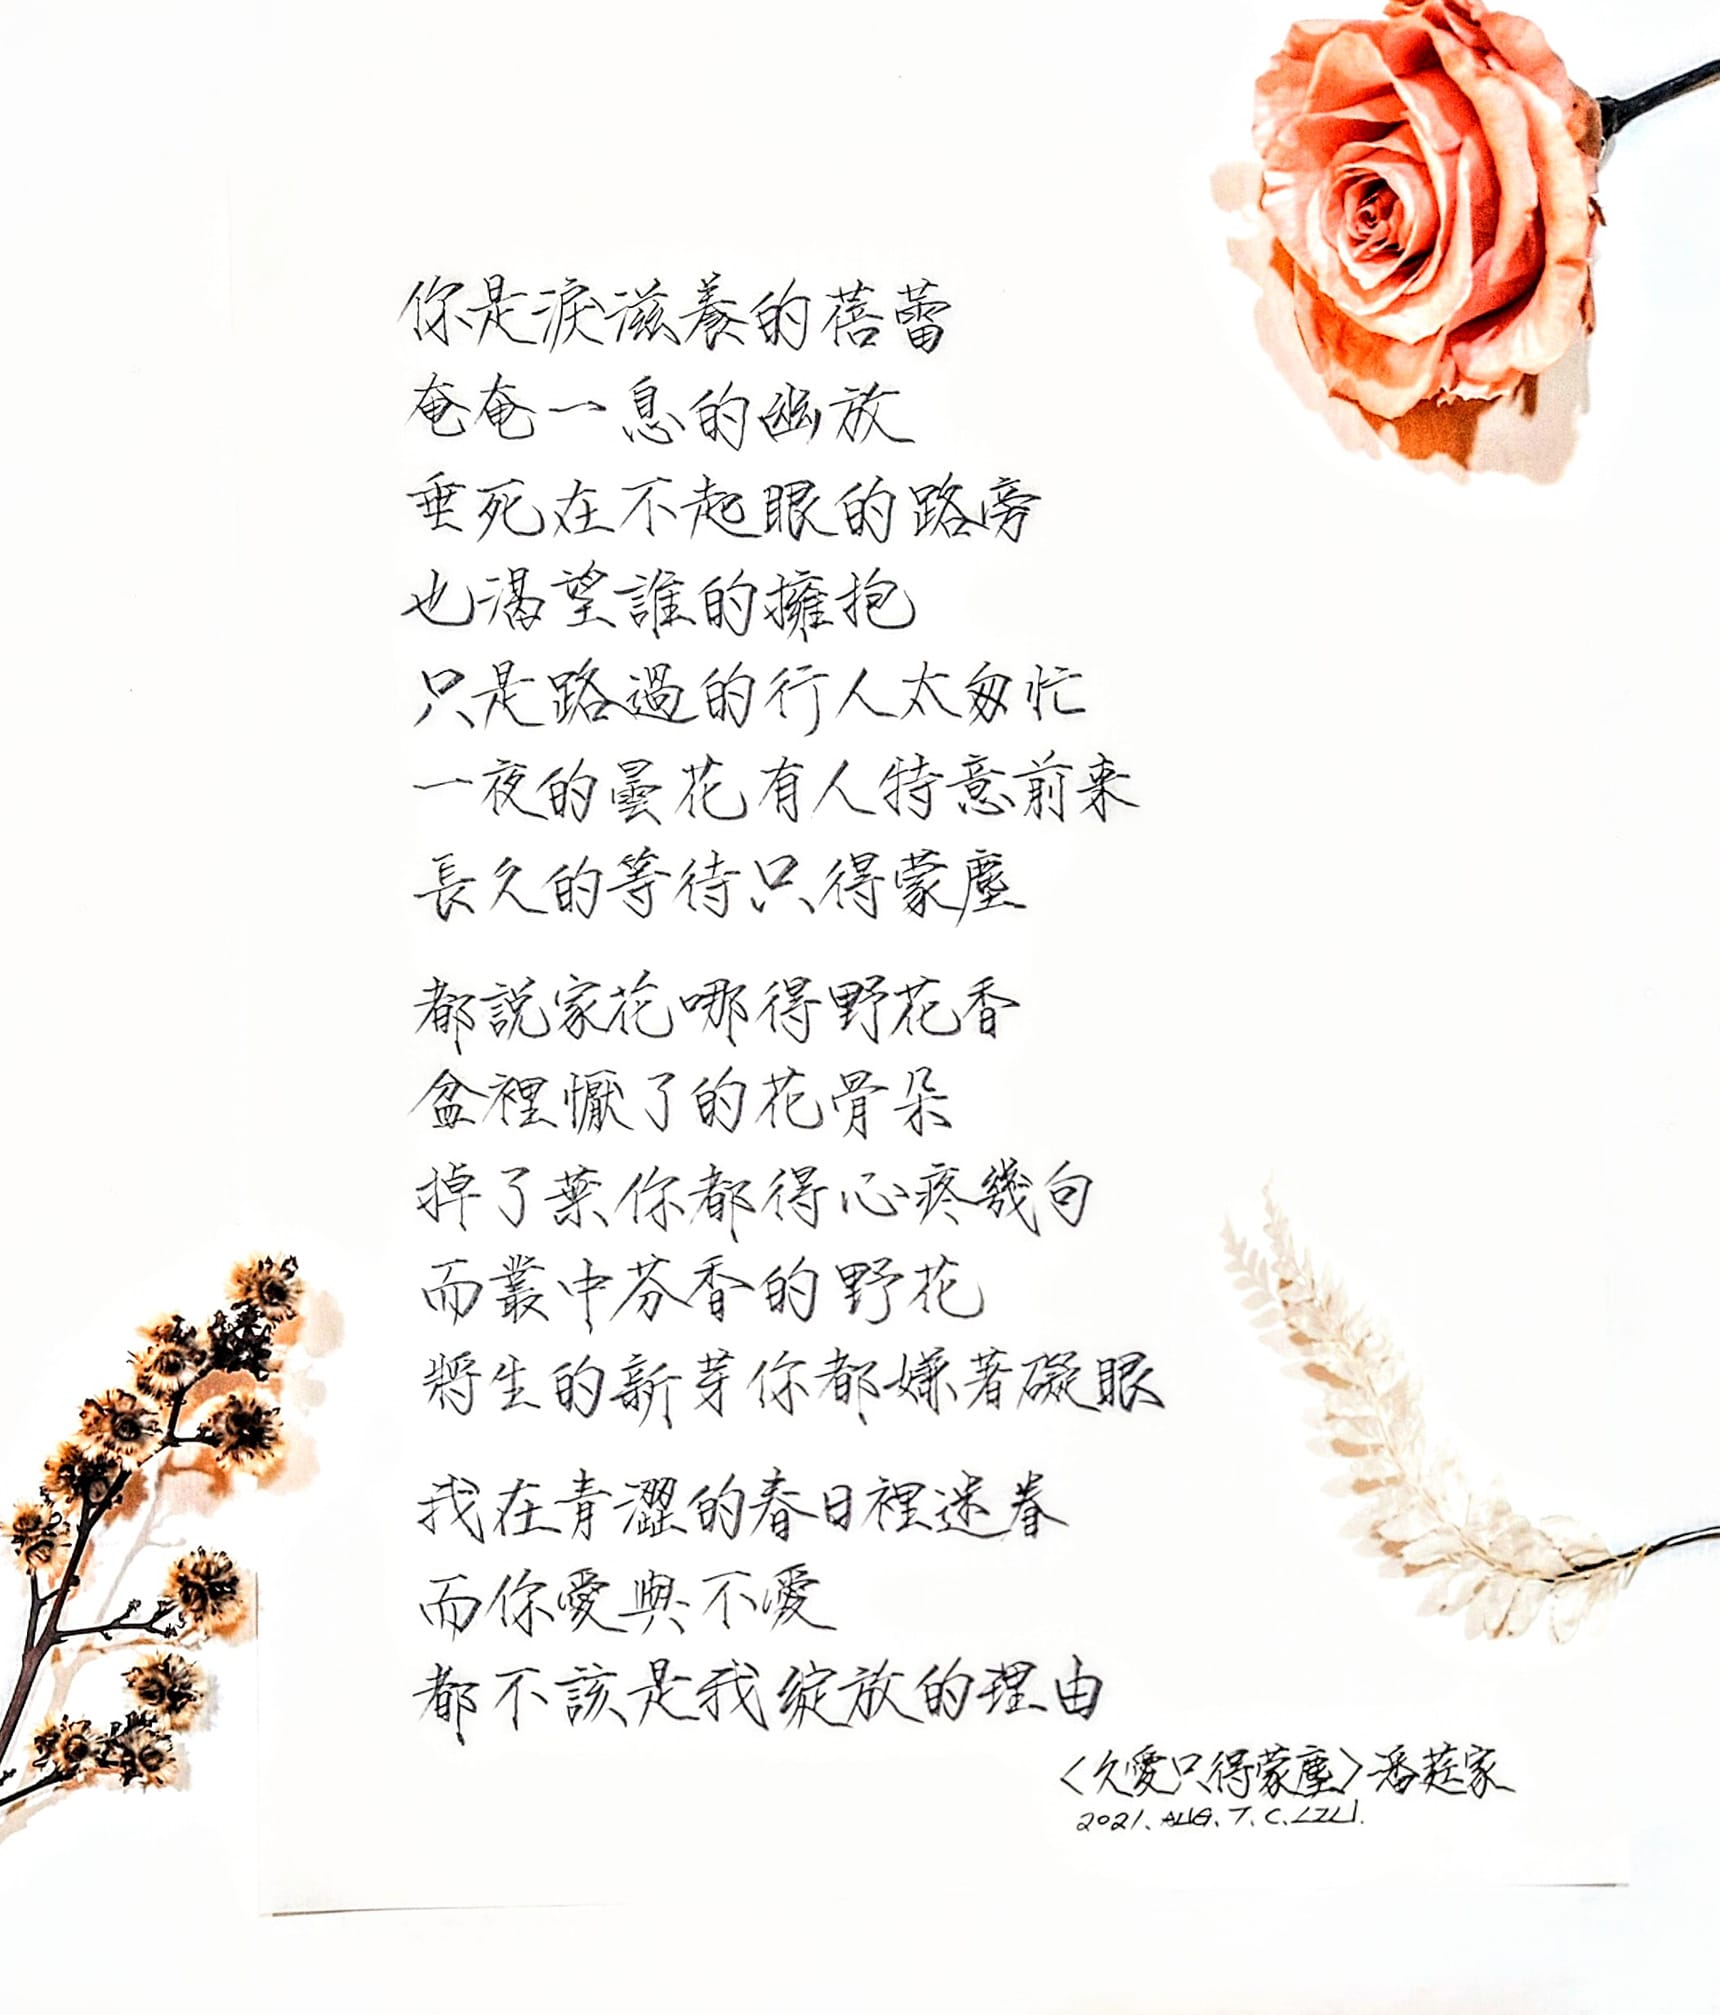 你是淚滋養的蓓蕾
奄奄一息的幽放
垂死在不起眼的路旁
也渴望誰的擁抱
只是路過的行人太匆忙
一夜的曇花有人特意前來
長久的等待只得蒙塵
都說家花哪得野花香
盆裡懨了的花骨朵
掉了葉你都得心疼幾句
而叢中芬香的野花
將生的新芽你都嫌著礙眼
我在青澀的春日裡迷眷
而你愛與不愛
都不該是我綻放的理由
〈久愛只得蒙塵〉潘莛家
2021. AUG. T. C. LZLI.